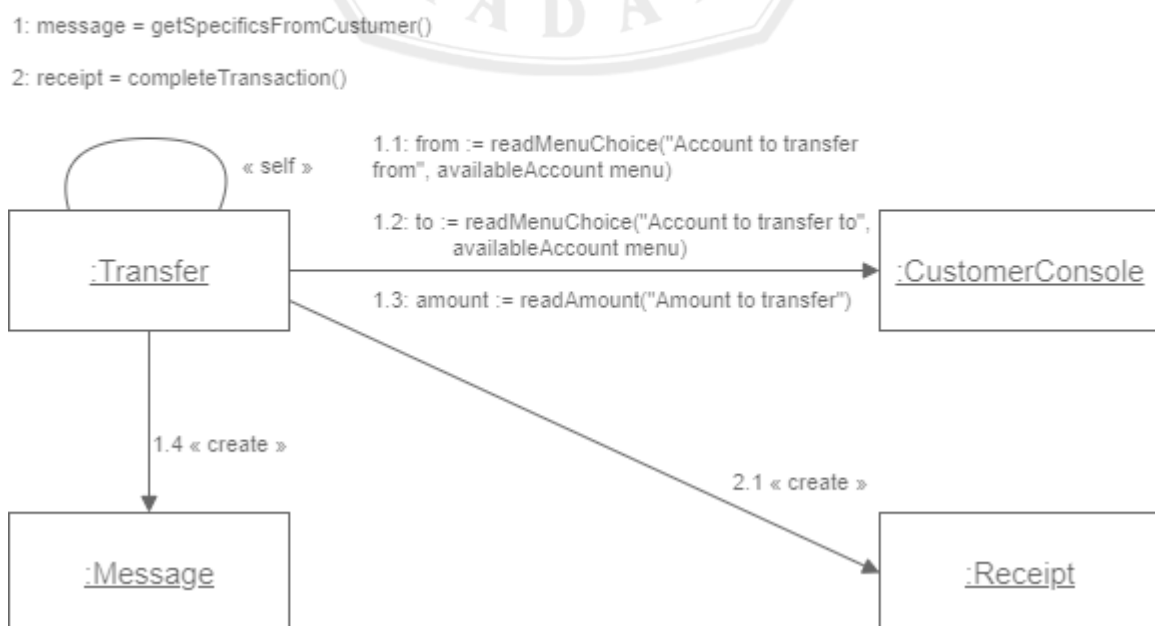 ADA
1: message = getSpecificsFromCustumer()
2: receipt = completeTransaction()
« self »
1.1: from := readMenuChoice("Account to transfer
from", availableAccount menu)
1.2: to := readMenuChoice("Account to transfer to",
availableAccount menu)
:Transfer
:CustomerConsole
1.3: amount := readAmount("Amount to transfer")
1.4 « create »
2.1 « create »
:Message
:Receipt